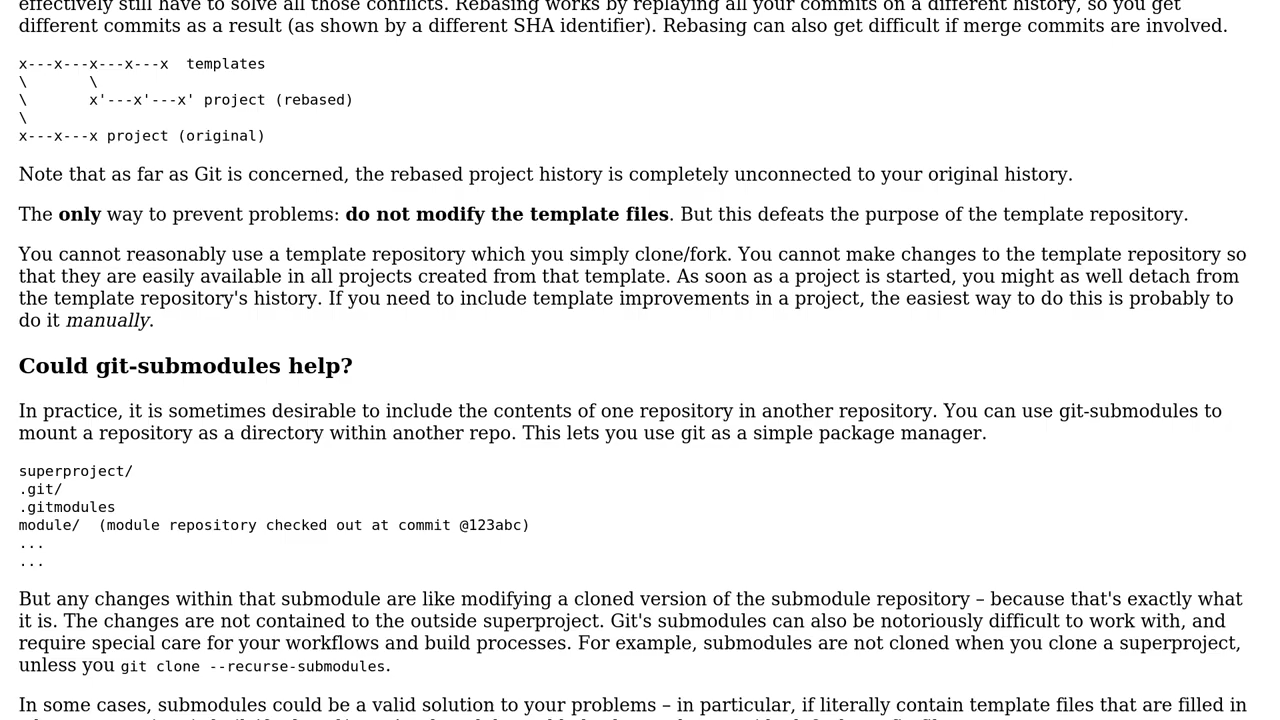 effectively still have to solve all those conflicts. Rebasing works by replaying all your commits on a different history, so you get
different commits as a result (as shown by a different SHA identifier). Rebasing can also get difficult if merge commits are involved.
x---x---x---x---x  templates
\       \
\       x'---x'---x' project (rebased)
\
x---x---x project (original)
Note that as far as Git is concerned, the rebased project history is completely unconnected to your original history.
The only way to prevent problems: do not modify the template files. But this defeats the purpose of the template repository.
You cannot reasonably use a template repository which you simply clone/fork. You cannot make changes to the template repository so
that they are easily available in all projects created from that template. As soon as a project is started, you might as well detach from
the template repository's history. If you need to include template improvements in a project, the easiest way to do this is probably to
do it manually.
Could git-submodules help?
In practice, it is sometimes desirable to include the contents of one repository in another repository. You can use git-submodules to
mount a repository as a directory within another repo. This lets you use git as a simple package manager.
superproject/
.git/
.gitmodules
module/  (module repository checked out at commit @123abc)
...
...
But any changes within that submodule are like modifying a cloned version of the submodule repository – because that's exactly what
it is. The changes are not contained to the outside superproject. Git's submodules can also be notoriously difficult to work with, and
require special care for your workflows and build processes. For example, submodules are not cloned when you clone a superproject,
unless you git clone --recurse-submodules.
In some cases, submodules could be a valid solution to your problems – in particular, if literally contain template files that are filled in